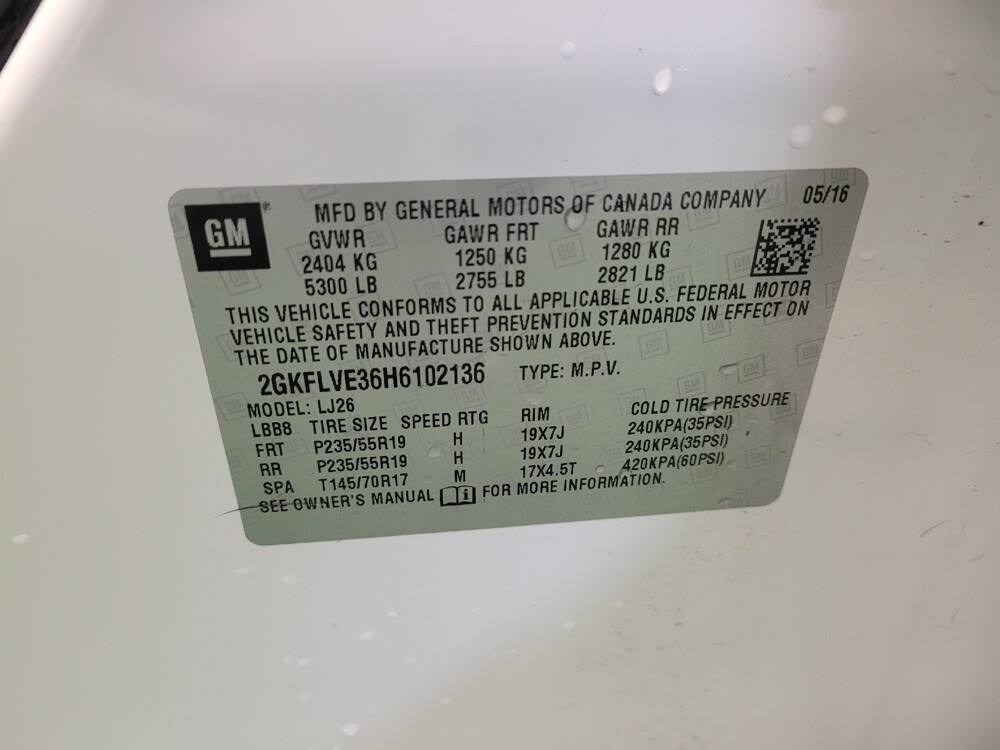 GM® MFD BY GENERAL MOTORS OF CANADA COMPANY 05/16
GVWR GAWR FRT GAWR RR
2404 KG 1250 KG 1280 KG
5300 LB 2755 LB 2821 LB
THIS VEHICLE CONFORMS TO ALL APPLICABLE U.S. FEDERAL MOTOR
VEHICLE SAFETY AND THEFT PREVENTION STANDARDS IN EFFECT ON
THE DATE OF MANUFACTURE SHOWN ABOVE.
2GKFLVE36H6102136 TYPE: M.P.V.
MODEL: LJ26
LBB8 TIRE SIZE SPEED RTG RIM COLD TIRE PRESSURE
FRT P235/55R19 H 19X7J 240KPA(35PSI)
RR P235/55R19 H 19X7J 240KPA(35PSI)
SPA T145/70R17 M 17X4.5T 420KPA(60PSI)
SEE OWNER'S MANUAL i FOR MORE INFORMATION.